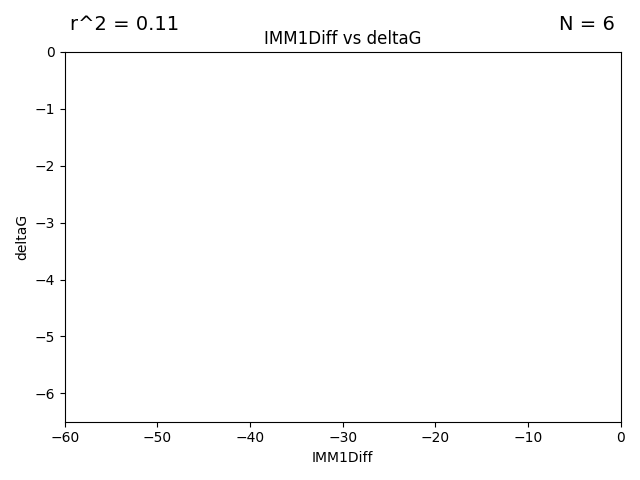 r^2 = 0.11
N = 6
IMM1Diff vs deltaG
0
−1
−2
−3
−4
−5
−6
deltaG
−60 −50 −40 −30 −20 −10 0
IMM1Diff